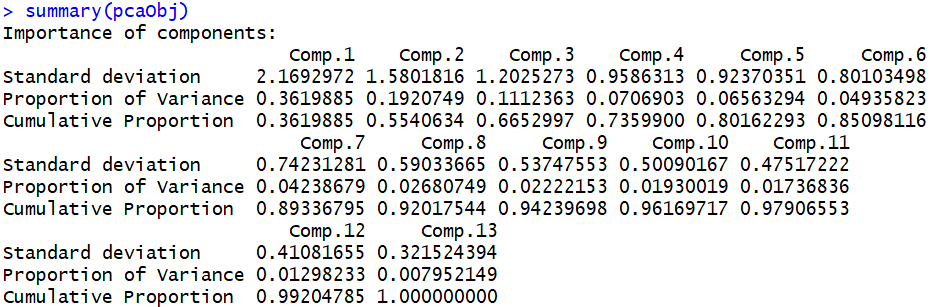 > summary(pcaObj)
Importance of components:
                          Comp.1    Comp.2    Comp.3    Comp.4     Comp.5     Comp.6
Standard deviation     2.1692972 1.5801816 1.2025273 0.9586313 0.92370351 0.80103498
Proportion of Variance 0.3619885 0.1920749 0.1112363 0.0706903 0.06563294 0.04935823
Cumulative Proportion  0.3619885 0.5540634 0.6652997 0.7359900 0.80162293 0.85098116
                           Comp.7     Comp.8     Comp.9    Comp.10    Comp.11
Standard deviation     0.74231281 0.59033665 0.53747553 0.50090167 0.47517222
Proportion of Variance 0.04238679 0.02680749 0.02222153 0.01930019 0.01736836
Cumulative Proportion  0.89336795 0.92017544 0.94239698 0.96169717 0.97906553
                          Comp.12     Comp.13
Standard deviation     0.41081655 0.321524394
Proportion of Variance 0.01298233 0.007952149
Cumulative Proportion  0.99204785 1.000000000